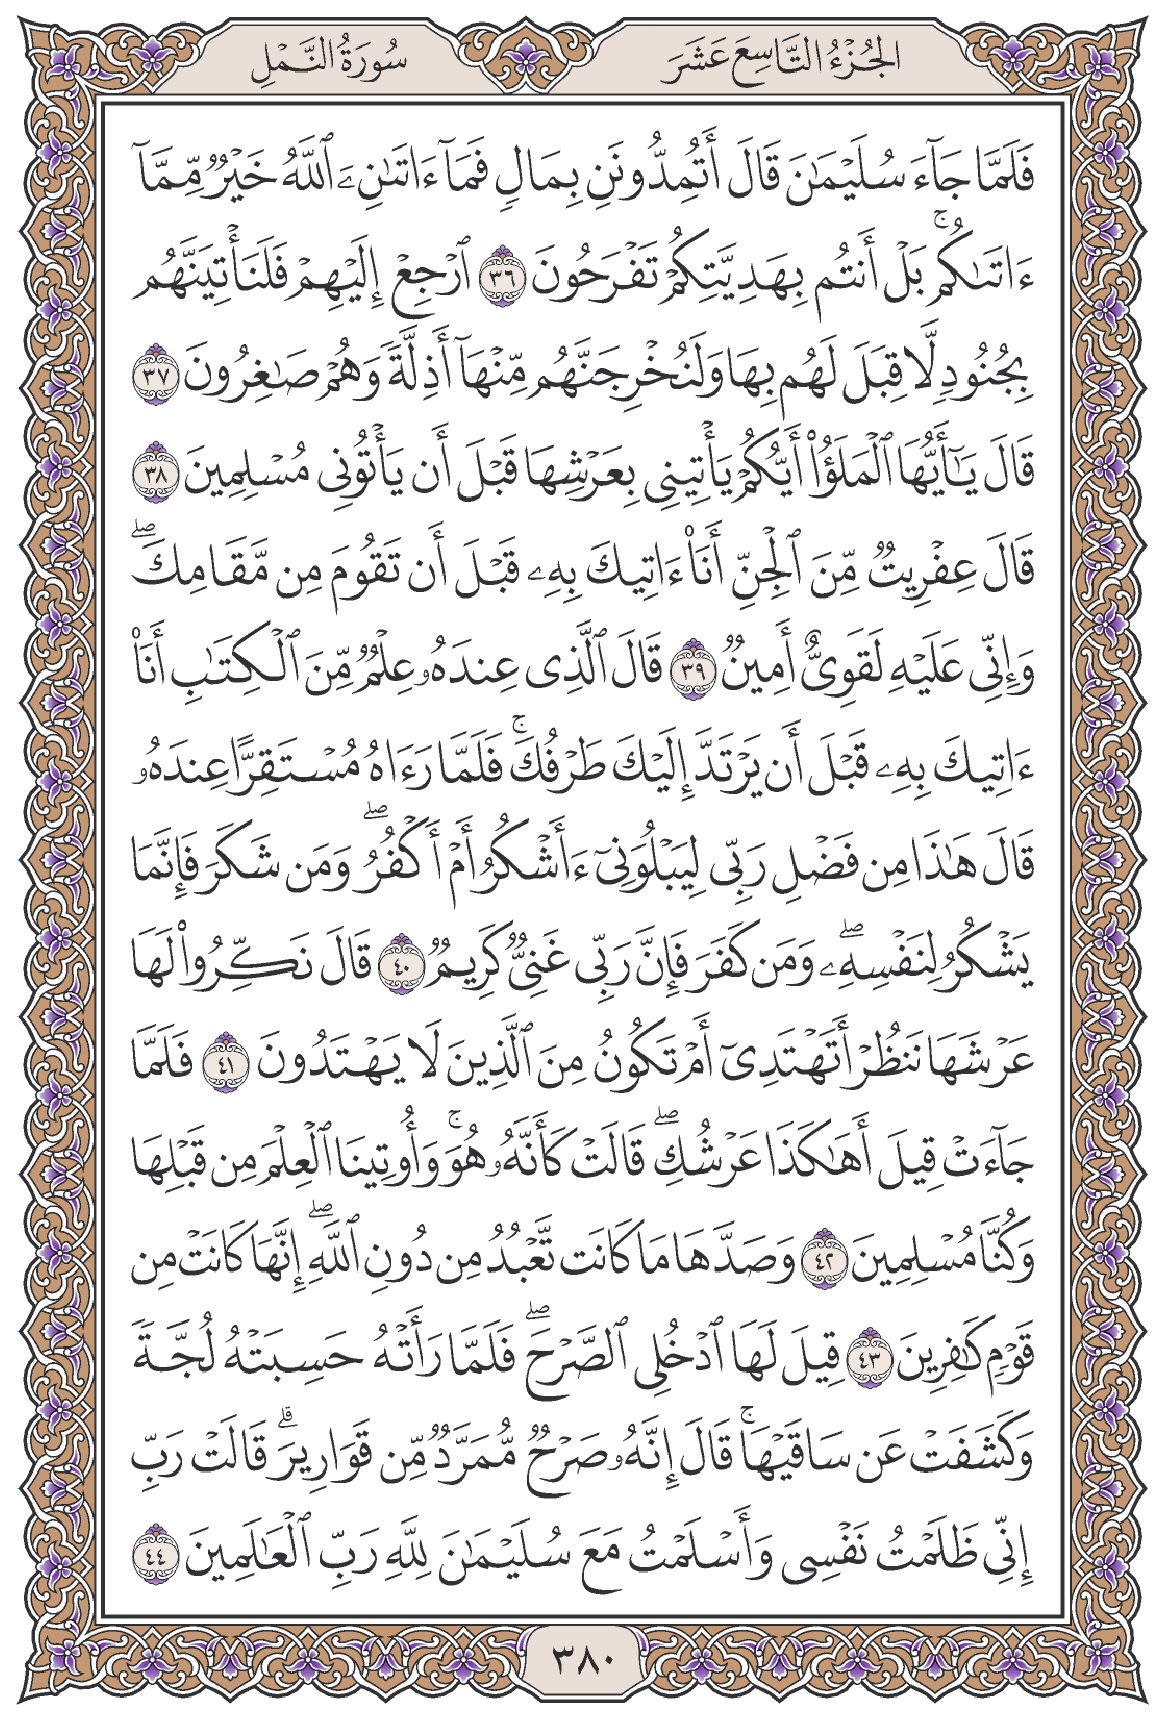 الجُزْءُ التَّاسِعَ عَشَرَ
سُورَةُ النَّمْلِ
فَلَمَّا جَآءَ سُلَيْمَٰنَ قَالَ أَتُمِدُّونَنِ بِمَالٍ فَمَآ ءَاتَىٰنِۦَ ٱللَّهُ خَيْرٌ مِّمَّآ
ءَاتَىٰكُمۚ بَلْ أَنتُم بِهَدِيَّتِكُمْ تَفْرَحُونَ ٣٦ ٱرْجِعْ إِلَيْهِمْ فَلَنَأْتِيَنَّهُم
بِجُنُودٍ لَّا قِبَلَ لَهُم بِهَا وَلَنُخْرِجَنَّهُم مِّنْهَآ أَذِلَّةً وَهُمْ صَٰغِرُونَ ٣٧
قَالَ يَٰٓأَيُّهَا ٱلْمَلَؤُا۟ أَيُّكُمْ يَأْتِينِى بِعَرْشِهَا قَبْلَ أَن يَأْتُونِى مُسْلِمِينَ ٣٨
قَالَ عِفْرِيتٌ مِّنَ ٱلْجِنِّ أَنَا۠ ءَاتِيكَ بِهِۦ قَبْلَ أَن تَقُومَ مِن مَّقَامِكَۖ
وَإِنِّى عَلَيْهِ لَقَوِىٌّ أَمِينٌ ٣٩ قَالَ ٱلَّذِى عِندَهُۥ عِلْمٌ مِّنَ ٱلْكِتَٰبِ أَنَا۠
ءَاتِيكَ بِهِۦ قَبْلَ أَن يَرْتَدَّ إِلَيْكَ طَرْفُكَۚ فَلَمَّا رَءَاهُ مُسْتَقِرًّا عِندَهُۥ
قَالَ هَٰذَا مِن فَضْلِ رَبِّى لِيَبْلُوَنِىٓ ءَأَشْكُرُ أَمْ أَكْفُرُۖ وَمَن شَكَرَ فَإِنَّمَا
يَشْكُرُ لِنَفْسِهِۦۖ وَمَن كَفَرَ فَإِنَّ رَبِّى غَنِىٌّ كَرِيمٌ ٤٠ قَالَ نَكِّرُوا۟ لَهَا
عَرْشَهَا نَنظُرْ أَتَهْتَدِىٓ أَمْ تَكُونُ مِنَ ٱلَّذِينَ لَا يَهْتَدُونَ ٤١ فَلَمَّا
جَآءَتْ قِيلَ أَهَٰكَذَا عَرْشُكِۖ قَالَتْ كَأَنَّهُۥ هُوَۚ وَأُوتِينَا ٱلْعِلْمَ مِن قَبْلِهَا
وَكُنَّا مُسْلِمِينَ ٤٢ وَصَدَّهَا مَا كَانَت تَّعْبُدُ مِن دُونِ ٱللَّهِۖ إِنَّهَا كَانَتْ مِن
قَوْمٍ كَٰفِرِينَ ٤٣ قِيلَ لَهَا ٱدْخُلِى ٱلصَّرْحَۖ فَلَمَّا رَأَتْهُ حَسِبَتْهُ لُجَّةً
وَكَشَفَتْ عَن سَاقَيْهَاۚ قَالَ إِنَّهُۥ صَرْحٌ مُّمَرَّدٌ مِّن قَوَارِيرَۗ قَالَتْ رَبِّ
إِنِّى ظَلَمْتُ نَفْسِى وَأَسْلَمْتُ مَعَ سُلَيْمَٰنَ لِلَّهِ رَبِّ ٱلْعَٰلَمِينَ ٤٤
٣٨٠